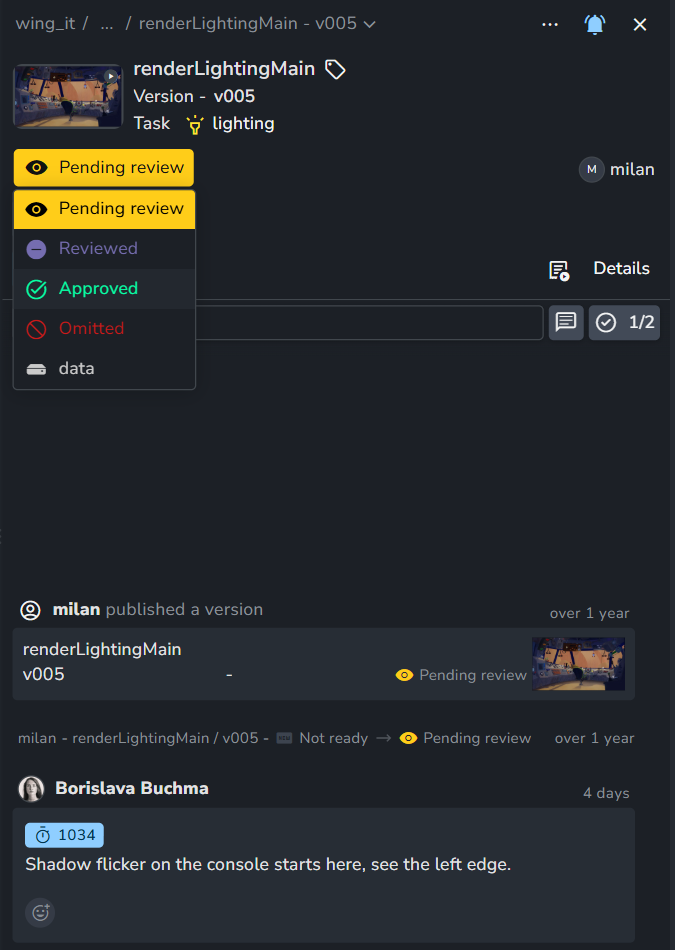 wing_it / ... / renderLightingMain - v005
renderLightingMain
Version - v005
Task lighting
Pending review
M milan
Pending review
Reviewed
Approved
Omitted
data
Details
1/2
milan published a version
over 1 year
renderLightingMain
v005 -
Pending review
milan - renderLightingMain / v005 - NEW Not ready → Pending review over 1 year
Borislava Buchma
4 days
1034
Shadow flicker on the console starts here, see the left edge.